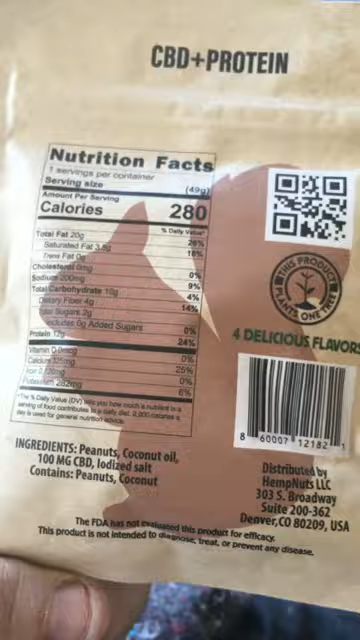 CBD+PROTEIN
Nutrition Facts
1 servings per container
Serving size (49g)
Amount Per Serving
Calories 280
% Daily Value*
Total Fat 20g 26%
Saturated Fat 3.5g 18%
Trans Fat 0g
Cholesterol 0mg 0%
Sodium 200mg 9%
Total Carbohydrate 10g 4%
Dietary Fiber 4g 14%
Total Sugars 2g
Includes 0g Added Sugars 0%
Protein 12g 24%
Vitamin D 0mcg 0%
Calcium 25%
Iron 0%
Potassium 282mg 6%
*The % Daily Value (DV) tells you how much a nutrient in a
serving of food contributes to a daily diet. 2,000 calories a
day is used for general nutrition advice.
THIS PRODUCT
PLANTS ONE TREE
4 DELICIOUS FLAVORS
8 60007 12182 1
INGREDIENTS: Peanuts, Coconut oil,
100 MG CBD, Iodized salt
Contains: Peanuts, Coconut
Distributed by
HempNuts LLC
303 S. Broadway
Suite 200-362
Denver,CO 80209, USA
The FDA has not evaluated this product for efficacy.
This product is not intended to diagnose, treat, or prevent any disease.